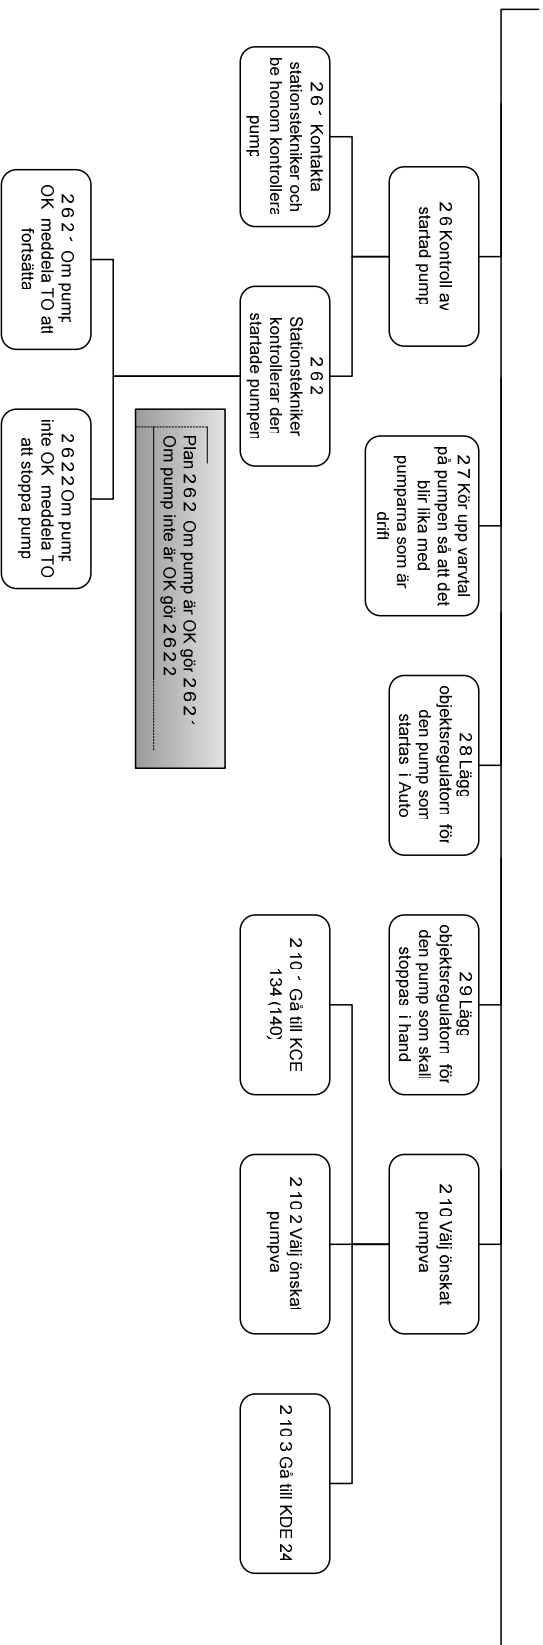 2 6 Kontroll av
startad pump
2 7 Kör upp varvtal
på pumpen så att det
blir lika med
pumparna som är
drift
2 8 Lägg
objektsregulatorn för
den pump som
startas i Auto
2 9 Lägg
objektsregulatorn för
den pump som skall
stoppas i hand
2 10 Välj önskat
pumpva
2 6 1 Kontakta
stationstekniker och
be honom kontrollera
pump
2 6 2
Stationstekniker
kontrollerar den
startade pumpen
2 10 1 Gå till KCE
134 (140)
2 10 2 Välj önskat
pumpva
2 10 3 Gå till KDE 24
Plan 2 6 2 Om pump är OK gör 2 6 2 1
Om pump inte är OK gör 2 6 2 2
2 6 2 1 Om pump
OK meddela TO att
fortsätta
2 6 2 2 Om pump
inte OK meddela TO
att stoppa pump